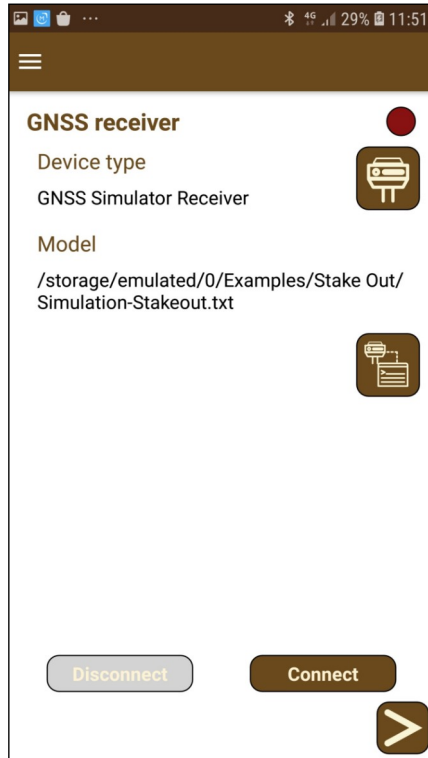 4G 29% 11:51
GNSS receiver
Device type
GNSS Simulator Receiver
Model
/storage/emulated/0/Examples/Stake Out/
Simulation-Stakeout.txt
Disconnect
Connect